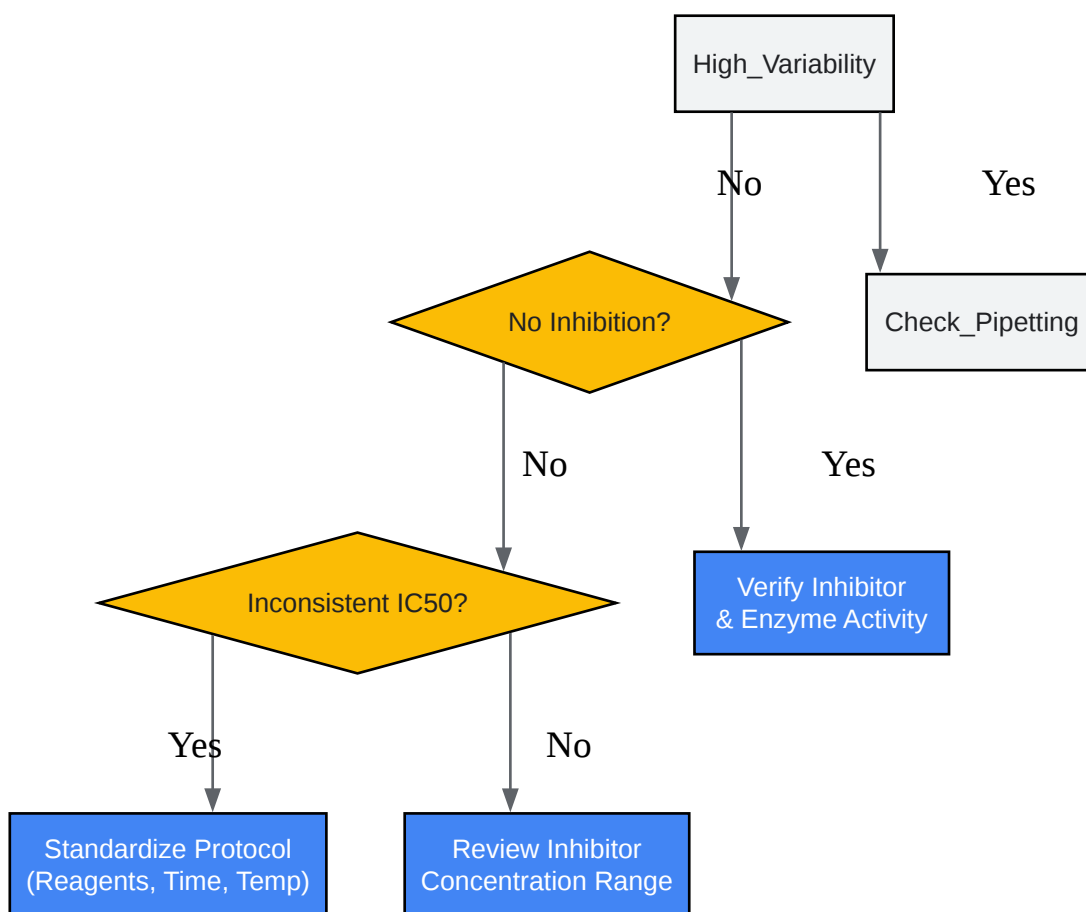 High_Variability
No
Yes
No Inhibition?
Check_Pipetting
No
Yes
Inconsistent IC50?
Verify Inhibitor
& Enzyme Activity
Yes
No
Standardize Protocol
(Reagents, Time, Temp)
Review Inhibitor
Concentration Range